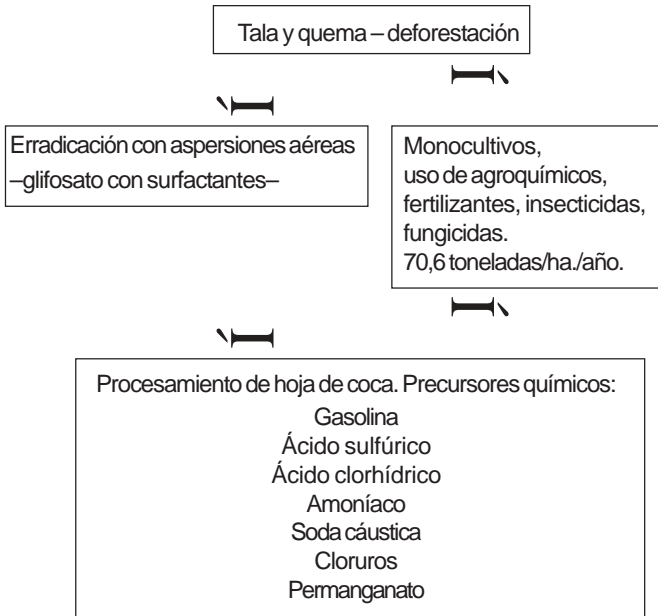 Tala y quema – deforestación
Erradicación con aspersiones aéreas
–glifosato con surfactantes–
Monocultivos,
uso de agroquímicos,
fertilizantes, insecticidas,
fungicidas.
70,6 toneladas/ha./año.
Procesamiento de hoja de coca. Precursores químicos:
Gasolina
Ácido sulfúrico
Ácido clorhídrico
Amoníaco
Soda cáustica
Cloruros
Permanganato